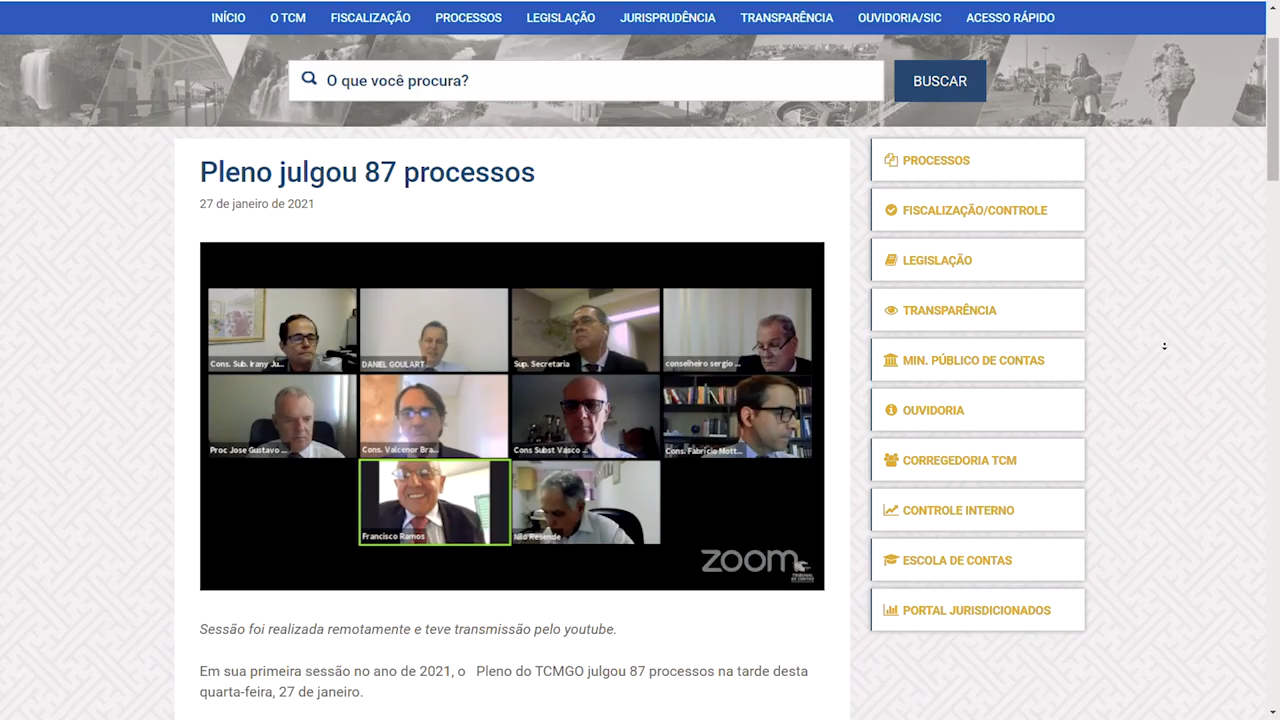 INÍCIO O TCM FISCALIZAÇÃO PROCESSOS LEGISLAÇÃO JURISPRUDÊNCIA TRANSPARÊNCIA OUVIDORIA/SIC ACESSO RÁPIDO
O que você procura? BUSCAR
Pleno julgou 87 processos
27 de janeiro de 2021
Cons. Sub. Irany Ju... DANIEL GOULART Sup. Secretaria conselheiro sergio ...
Proc Jose Gustavo ... Cons. Valcenor Bra... Cons Subst Vasco ... Cons. Fabrício Mott...
Francisco Ramos Nilo Resende
zoom
TRIBUNAL
DE CONTAS
Sessão foi realizada remotamente e teve transmissão pelo youtube.
Em sua primeira sessão no ano de 2021, o Pleno do TCMGO julgou 87 processos na tarde desta
quarta-feira, 27 de janeiro.
PROCESSOS
FISCALIZAÇÃO/CONTROLE
LEGISLAÇÃO
TRANSPARÊNCIA
MIN. PÚBLICO DE CONTAS
OUVIDORIA
CORREGEDORIA TCM
CONTROLE INTERNO
ESCOLA DE CONTAS
PORTAL JURISDICIONADOS